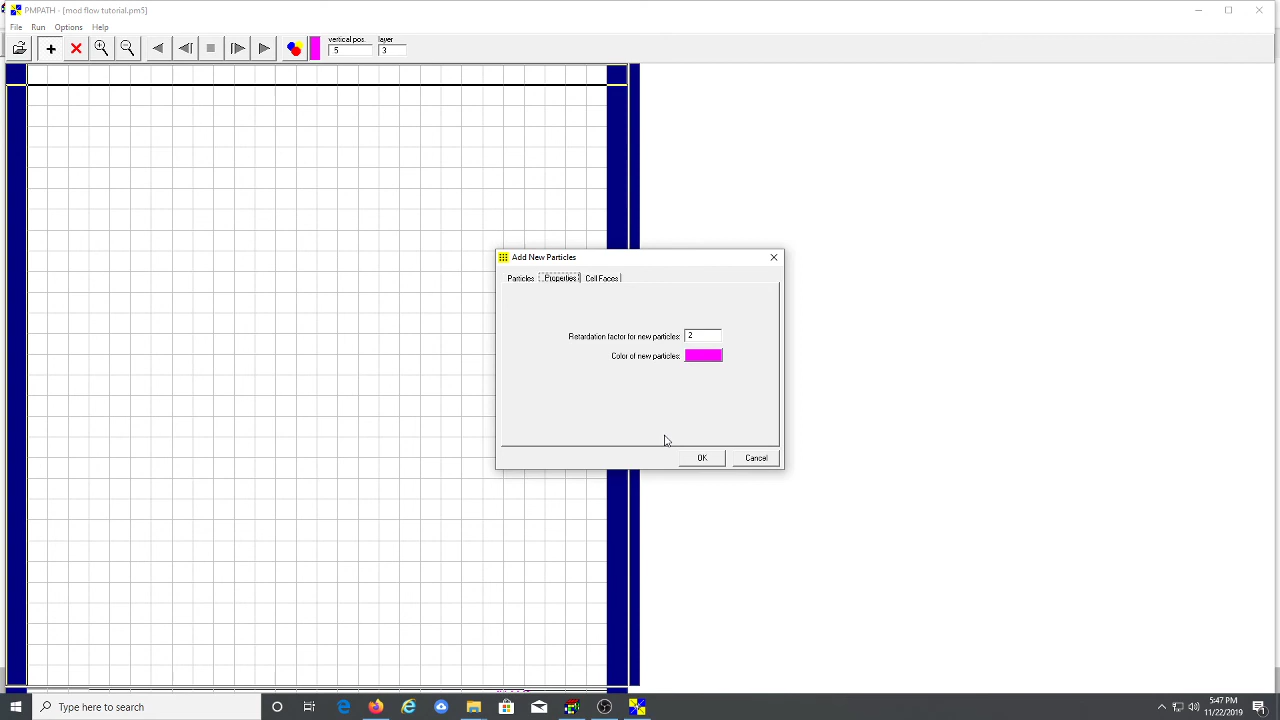 PMPATH - [mod flow tutorial.pm5]
File Run Options Help
vertical pos. layer
5 3
Add New Particles
Particles Properties Cell Faces
Retardation factor for new particles: 2
Color of new particles:
OK Cancel
Type here to search
5:47 PM
11/22/2019